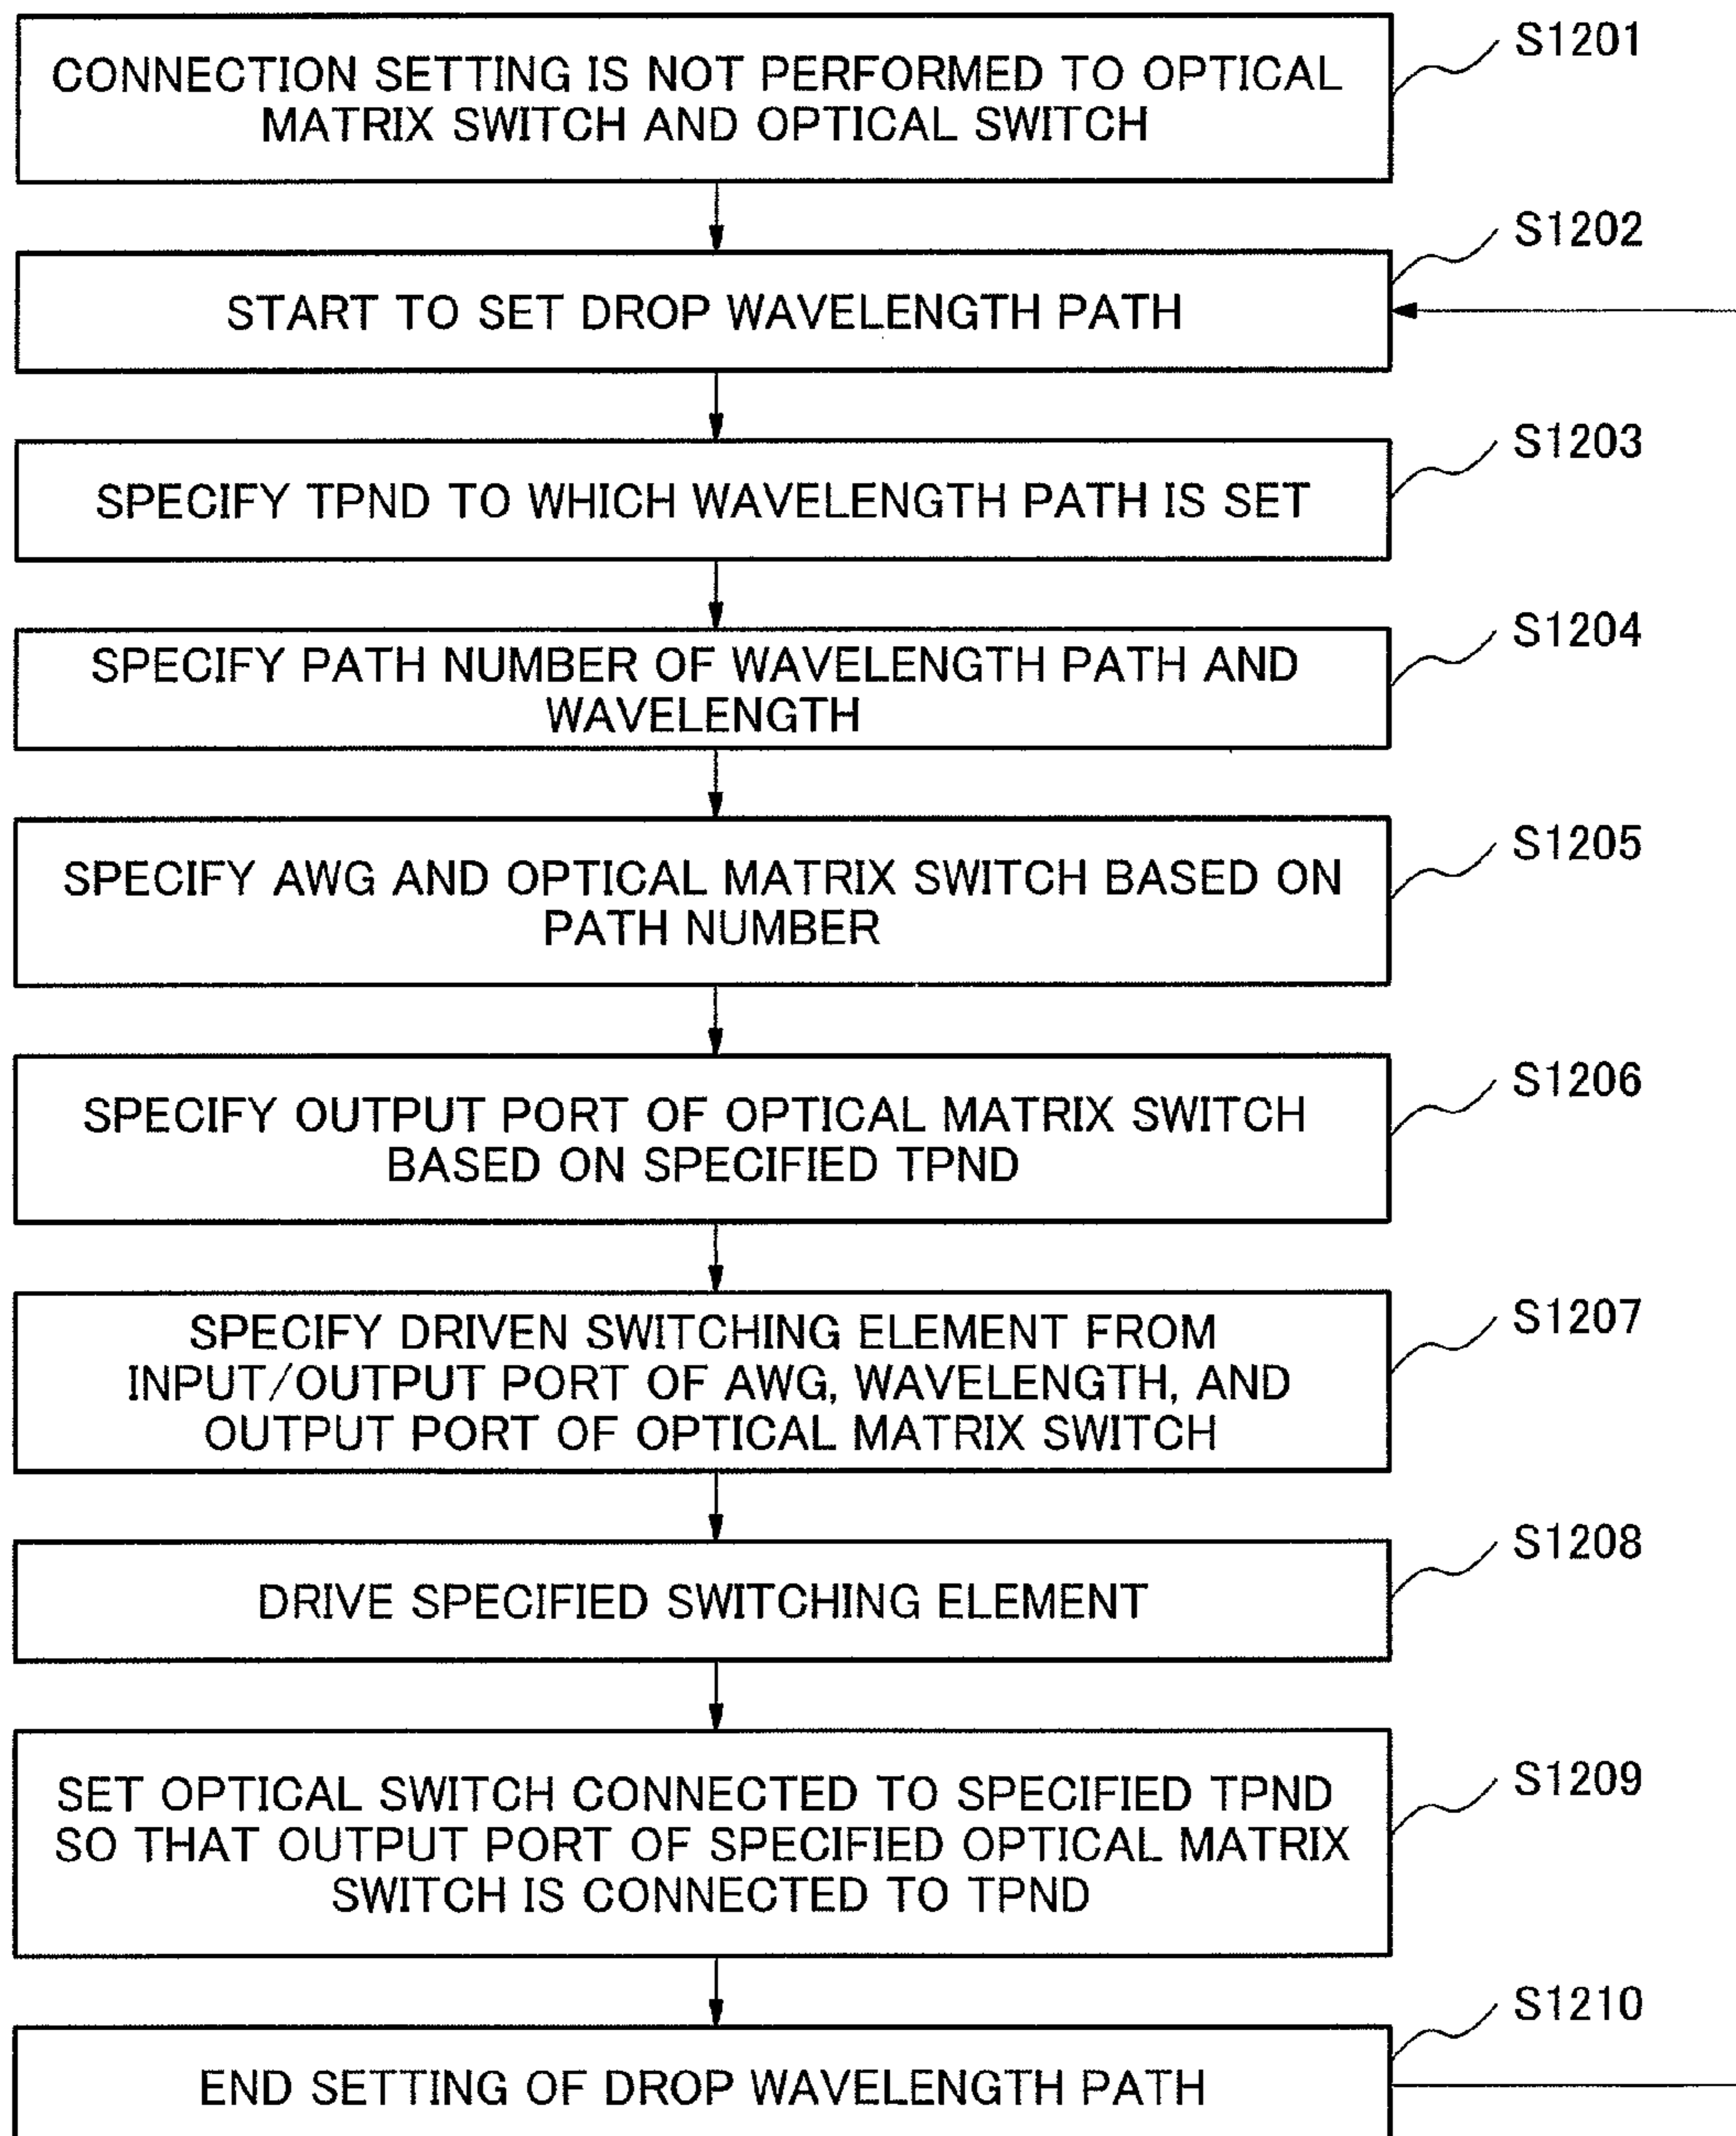 CONNECTION SETTING IS NOT PERFORMED TO OPTICAL
MATRIX SWITCH AND OPTICAL SWITCH
S1201
START TO SET DROP WAVELENGTH PATH
S1202
SPECIFY TPND TO WHICH WAVELENGTH PATH IS SET
S1203
SPECIFY PATH NUMBER OF WAVELENGTH PATH AND
WAVELENGTH
S1204
SPECIFY AWG AND OPTICAL MATRIX SWITCH BASED ON
PATH NUMBER
S1205
SPECIFY OUTPUT PORT OF OPTICAL MATRIX SWITCH
BASED ON SPECIFIED TPND
S1206
SPECIFY DRIVEN SWITCHING ELEMENT FROM
INPUT/OUTPUT PORT OF AWG, WAVELENGTH, AND
OUTPUT PORT OF OPTICAL MATRIX SWITCH
S1207
DRIVE SPECIFIED SWITCHING ELEMENT
S1208
SET OPTICAL SWITCH CONNECTED TO SPECIFIED TPND
SO THAT OUTPUT PORT OF SPECIFIED OPTICAL MATRIX
SWITCH IS CONNECTED TO TPND
S1209
END SETTING OF DROP WAVELENGTH PATH
S1210